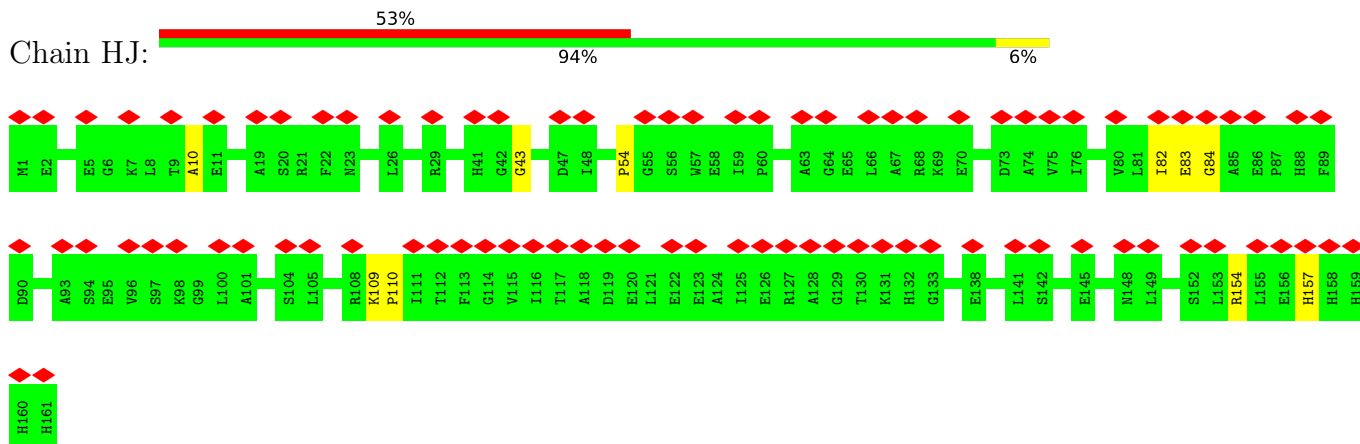 53%
Chain HJ:
94% 6%
M1 E2 E5 G6 K7 L8 T9 A10 E11 A19 S20 R21 F22 N23 L26 R29 H41 G42 G43 D47 I48 P54 G55 S56 W57 E58 I59 P60 A63 G64 E65 L66 A67 R68 K69 E70 D73 A74 V75 I76 V80 L81 I82 E83 G84 A85 E86 P87 H88 F89
D90 A93 S94 E95 V96 S97 K98 G99 L100 A101 S104 L105 R108 K109 P110 I111 T112 F113 G114 V115 I116 T117 A118 D119 E120 L121 E122 E123 A124 I125 E126 R127 A128 G129 T130 K131 H132 G133 E138 L141 S142 E145 N148 L149 S152 L153 R154 L155 E156 H157 H158 H159
H160 H161